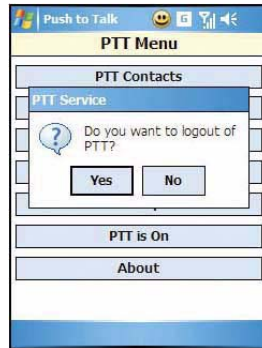 Push to Talk
G
PTT Menu
PTT Contacts
PTT Service
Do you want to logout of
PTT?
Yes
No
PTT is On
About